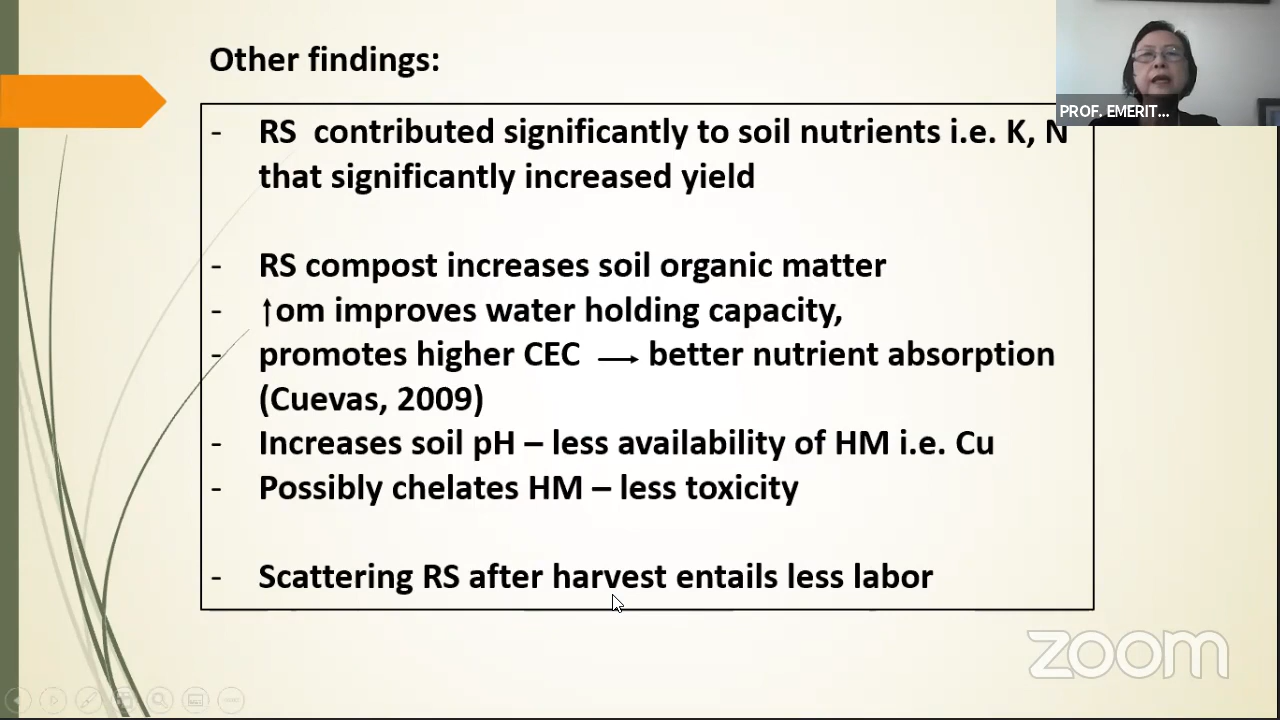 Other findings:
- RS contributed significantly to soil nutrients i.e. K, N
that significantly increased yield
- RS compost increases soil organic matter
- ↑om improves water holding capacity,
- promotes higher CEC ⟶ better nutrient absorption
(Cuevas, 2009)
- Increases soil pH – less availability of HM i.e. Cu
- Possibly chelates HM – less toxicity
- Scattering RS after harvest entails less labor
PROF. EMERIT...
zoom